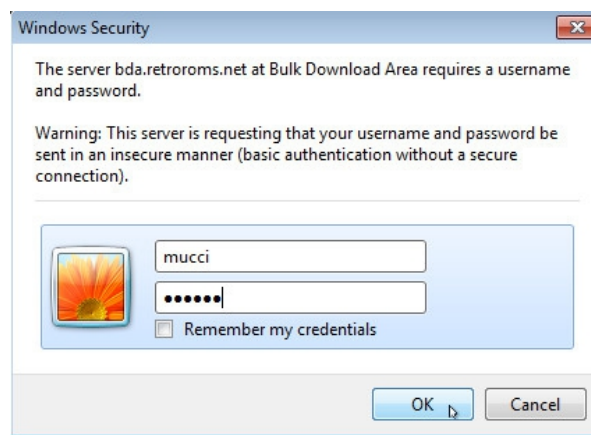 Windows Security
The server bda.retroroms.net at Bulk Download Area requires a username
and password.
Warning: This server is requesting that your username and password be
sent in an insecure manner (basic authentication without a secure
connection).
mucci
••••••
Remember my credentials
OK Cancel